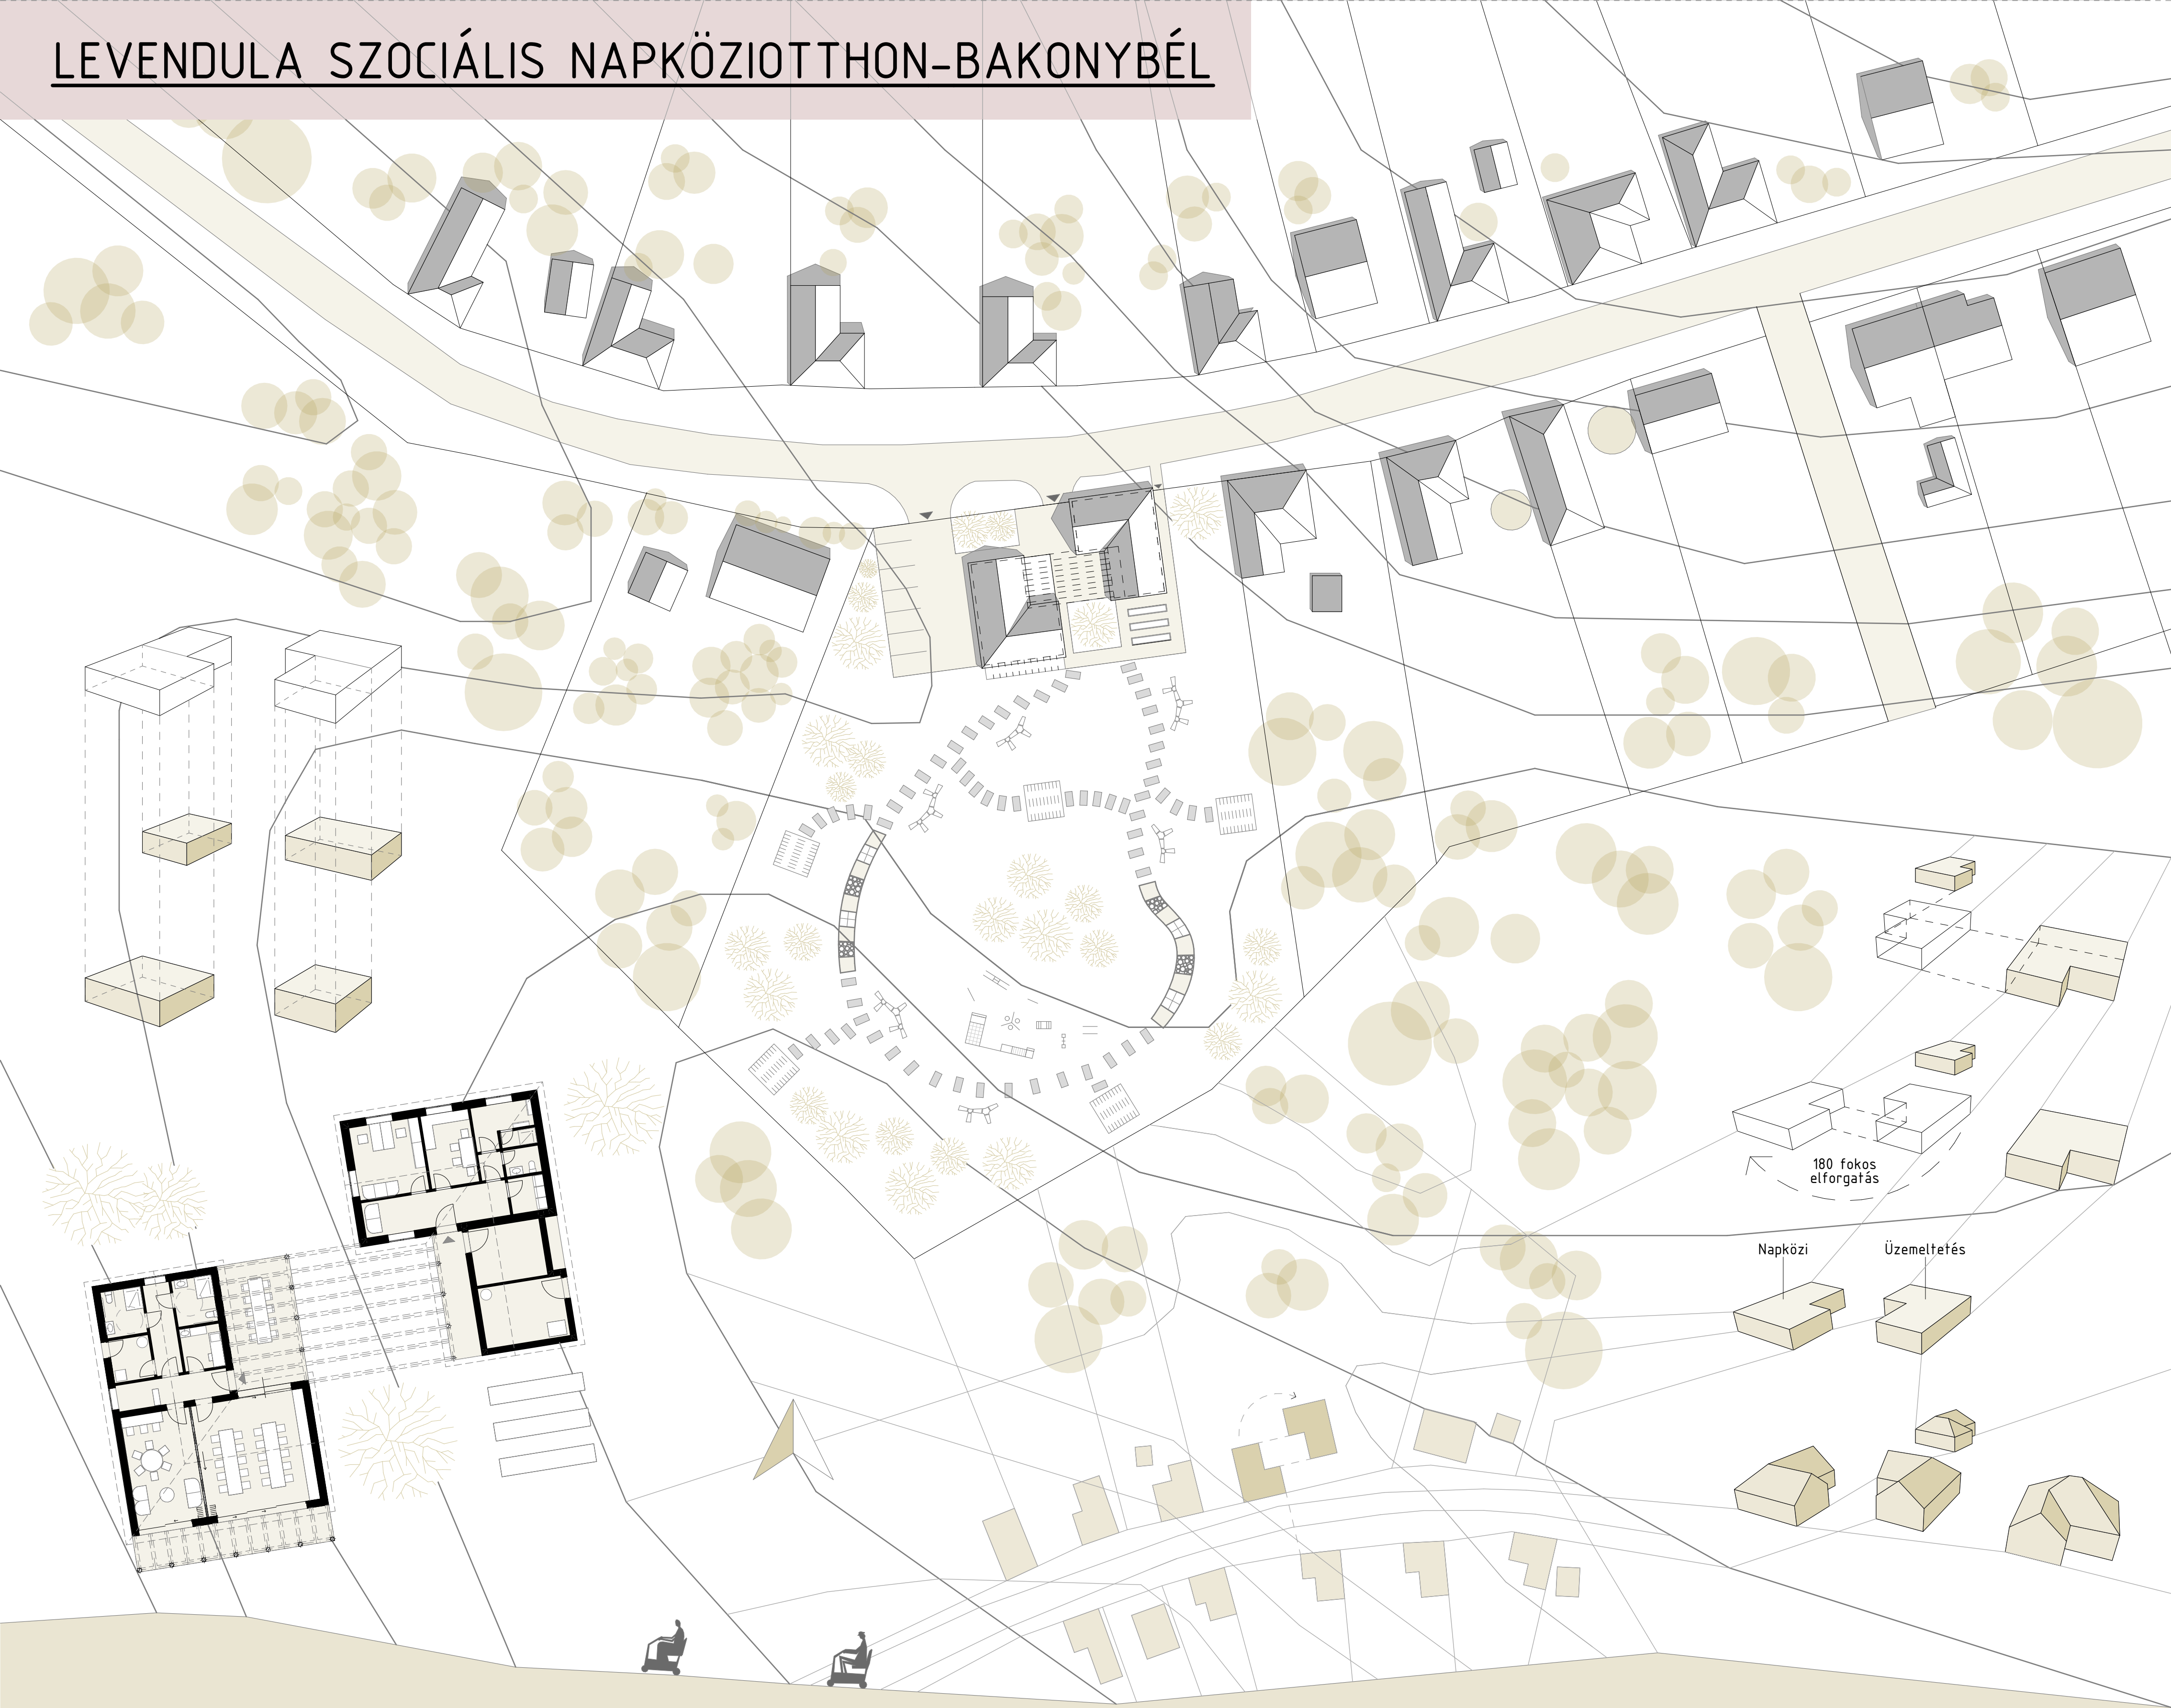 LEVENDULA SZOCIÁLIS NAPKÖZIOTTHON-BAKONYBÉL
180 fokos
elforgatás
Napközi
Üzemeltetés